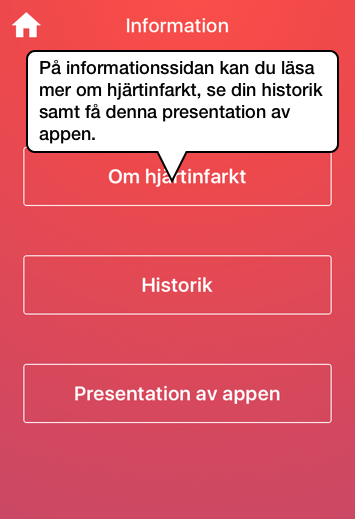 Information
På informationssidan kan du läsa
mer om hjärtinfarkt, se din historik
samt få denna presentation av
appen.
Om hjärtinfarkt
Historik
Presentation av appen